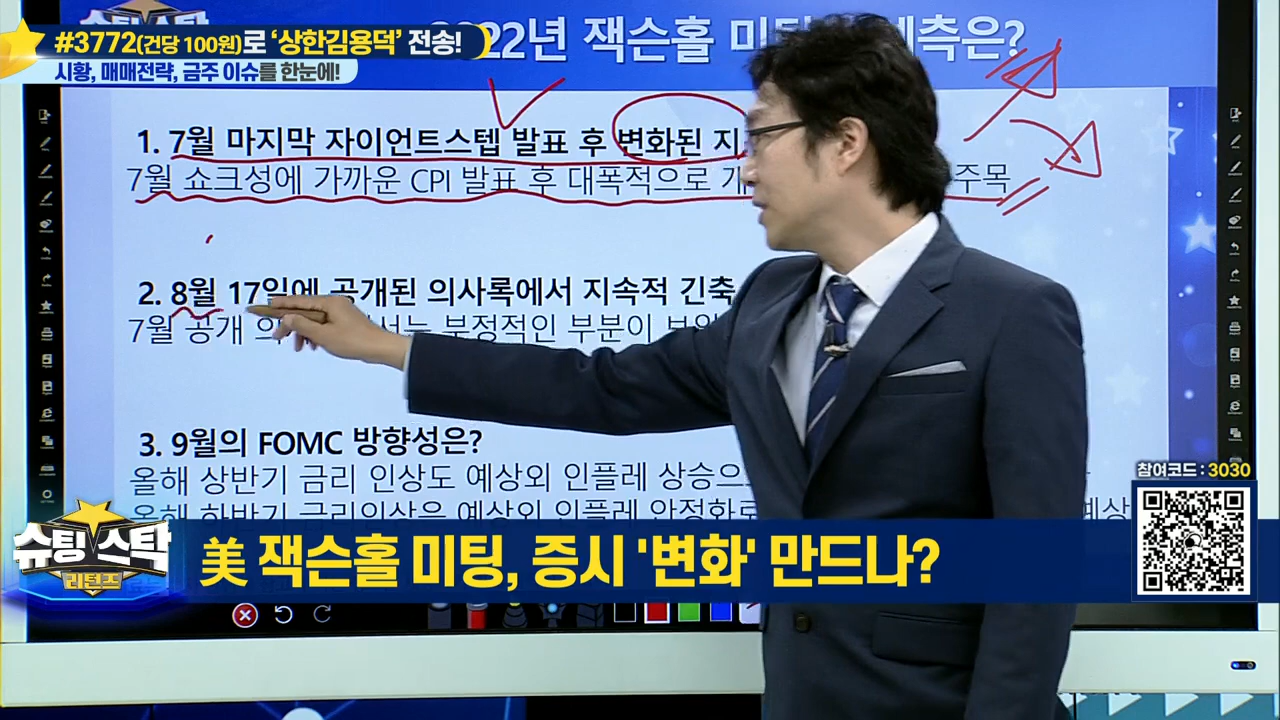 #3772(건당 100원)로 '상한김용덕' 전송!
시황, 매매전략, 금주 이슈를 한눈에!
22년 잭슨홀 미팅
측은?
1. 7월 마지막 자이언트스텝 발표 후 변화된 지
7월 쇼크성에 가까운 CPI 발표 후 대폭적으로 개
주목
2. 8월 17일에 공개된 의사록에서 지속적 긴축
7월 공개 의
부정적인 부분이
3. 9월의 FOMC 방향성은?
올해 상반기 금리 인상도 예상외 인플레 상승으
올해 하반기 금리인상은 예상외 인플레 안정화로
예상
참여코드 : 3030
슈팅스탁
리턴즈
美 잭슨홀 미팅, 증시 '변화' 만드나?